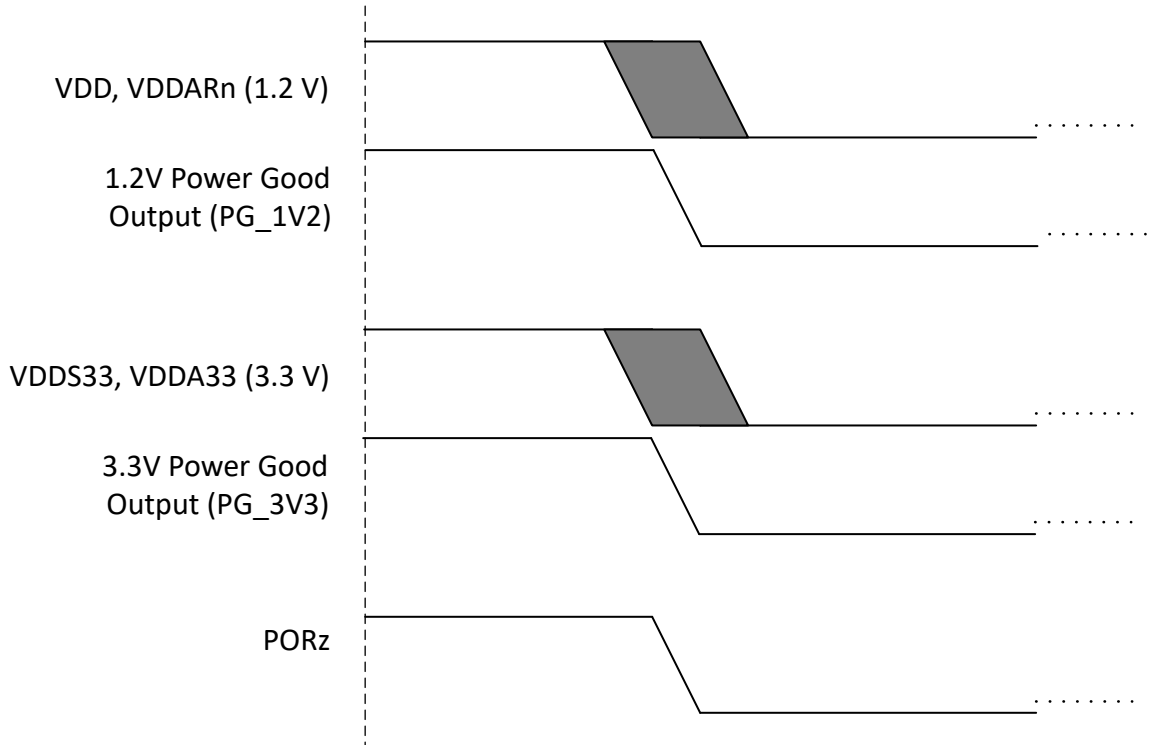 VDD, VDDARn (1.2 V)
1.2V Power Good
Output (PG_1V2)
VDDS33, VDDA33 (3.3 V)
3.3V Power Good
Output (PG_3V3)
PORz